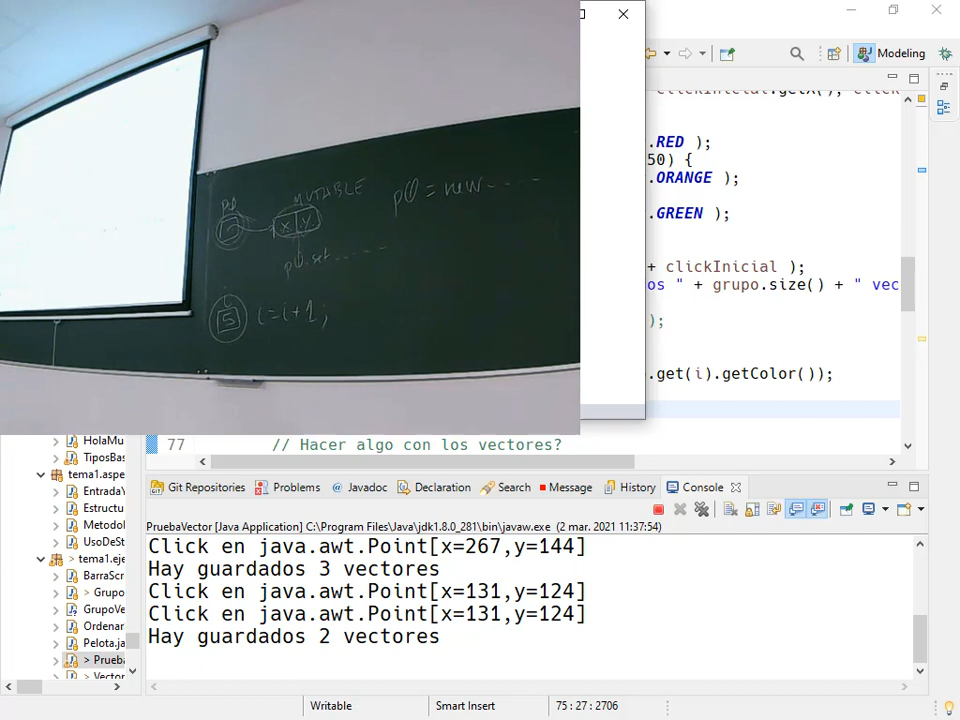 MUTABLE
= new
x y
.set
5
i=i+1;
Modeling
clickInicial.getX(), click
.RED );
50) {
.ORANGE );
.GREEN );
+ clickInicial );
os " + grupo.size() + " vec
);
.get(i).getColor());
77 // Hacer algo con los vectores?
HolaMu
TiposBas
tema1.aspe
EntradaY
Estructu
Metodol
UsoDeSt
> tema1.eje
BarraScr
> Grupo
GrupoVe
Ordenar
Pelota.ja
> Prueba
> Vector
Git Repositories Problems Javadoc Declaration Search Message History Console
PruebaVector [Java Application] C:\Program Files\Java\jdk1.8.0_281\bin\javaw.exe (2 mar. 2021 11:37:54)
Click en java.awt.Point[x=267,y=144]
Hay guardados 3 vectores
Click en java.awt.Point[x=131,y=124]
Click en java.awt.Point[x=131,y=124]
Hay guardados 2 vectores
Writable Smart Insert 75 : 27 : 2706